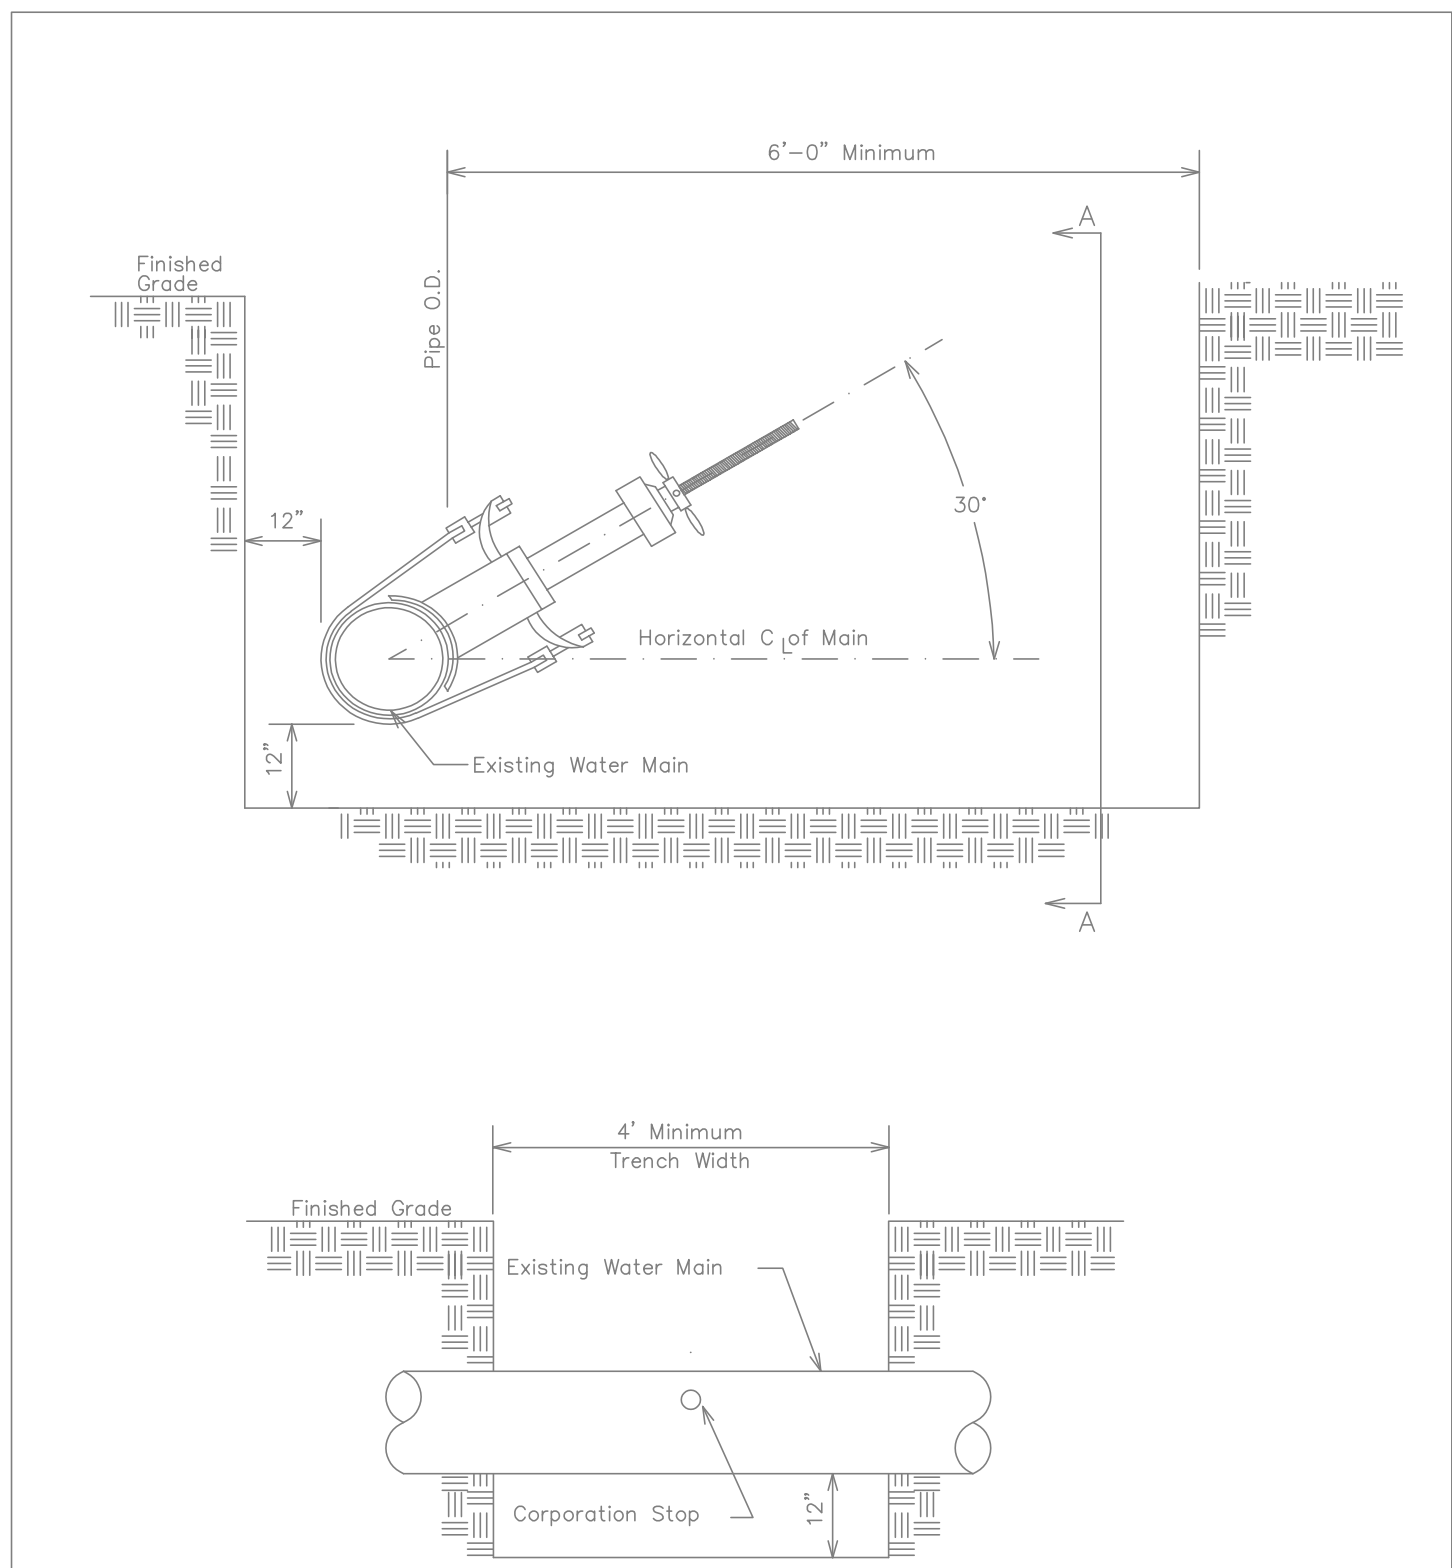 6'-0" Minimum
A
Finished
Grade
Pipe O.D.
30°
12"
Horizontal CL of Main
12"
Existing Water Main
A
4' Minimum
Trench Width
Finished Grade
Existing Water Main
Corporation Stop
12"